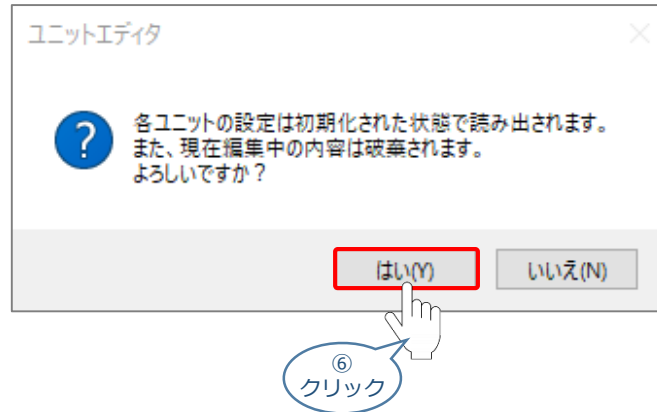 ユニットエディタ
各ユニットの設定は初期化された状態で読み出されます。
また、現在編集中の内容は破棄されます。
よろしいですか？
はい(Y)
いいえ(N)
⑥
クリック